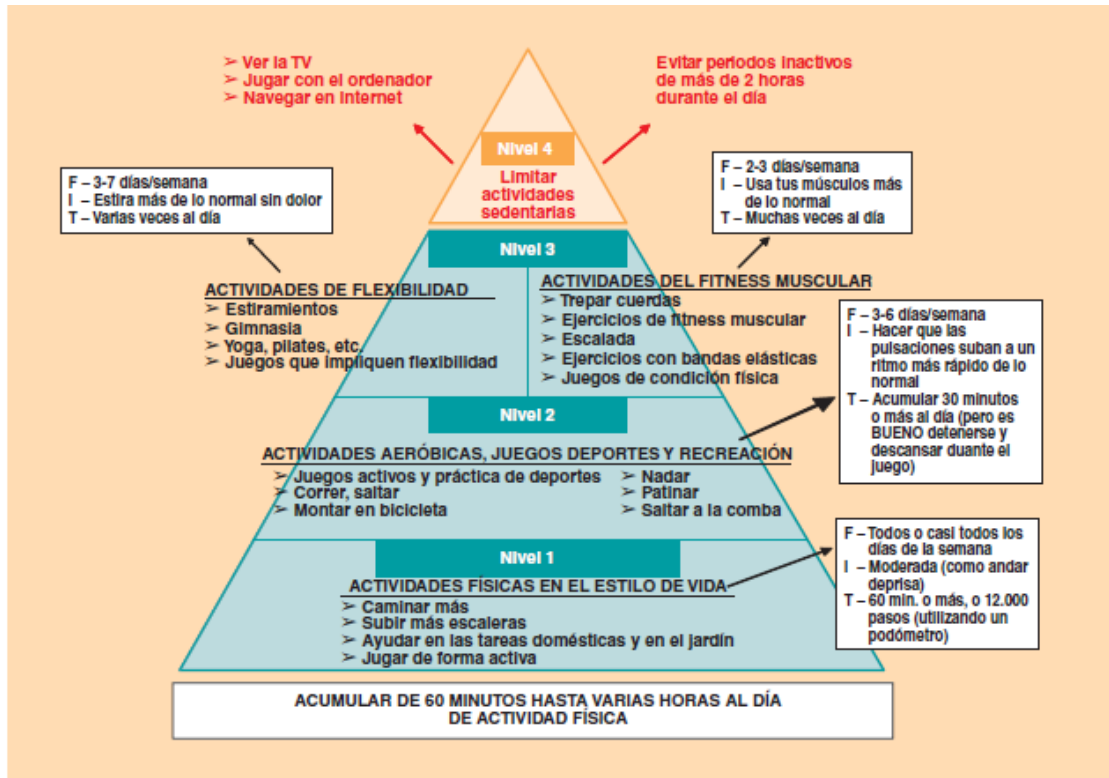 ➢ Ver la TV
➢ Jugar con el ordenador
➢ Navegar en Internet
Evitar periodos inactivos
de más de 2 horas
durante el día
Nivel 4
Limitar
actividades
sedentarias
F – 3-7 días/semana
I – Estira más de lo normal sin dolor
T – Varias veces al día
F – 2-3 días/semana
I – Usa tus músculos más
de lo normal
T – Muchas veces al día
Nivel 3
ACTIVIDADES DE FLEXIBILIDAD
➢ Estiramientos
➢ Gimnasia
➢ Yoga, pilates, etc.
➢ Juegos que impliquen flexibilidad
ACTIVIDADES DEL FITNESS MUSCULAR
➢ Trepar cuerdas
➢ Ejercicios de fitness muscular
➢ Escalada
➢ Ejercicios con bandas elásticas
➢ Juegos de condición física
F – 3-6 días/semana
I – Hacer que las
pulsaciones suban a un
ritmo más rápido de lo
normal
T – Acumular 30 minutos
o más al día (pero es
BUENO detenerse y
descansar duante el
juego)
Nivel 2
ACTIVIDADES AERÓBICAS, JUEGOS DEPORTES Y RECREACIÓN
➢ Juegos activos y práctica de deportes
➢ Correr, saltar
➢ Montar en bicicleta
➢ Nadar
➢ Patinar
➢ Saltar a la comba
F – Todos o casi todos los
días de la semana
I – Moderada (como andar
deprisa)
T – 60 min. o más, o 12.000
pasos (utilizando un
podómetro)
Nivel 1
ACTIVIDADES FÍSICAS EN EL ESTILO DE VIDA
➢ Caminar más
➢ Subir más escaleras
➢ Ayudar en las tareas domésticas y en el jardín
➢ Jugar de forma activa
ACUMULAR DE 60 MINUTOS HASTA VARIAS HORAS AL DÍA
DE ACTIVIDAD FÍSICA